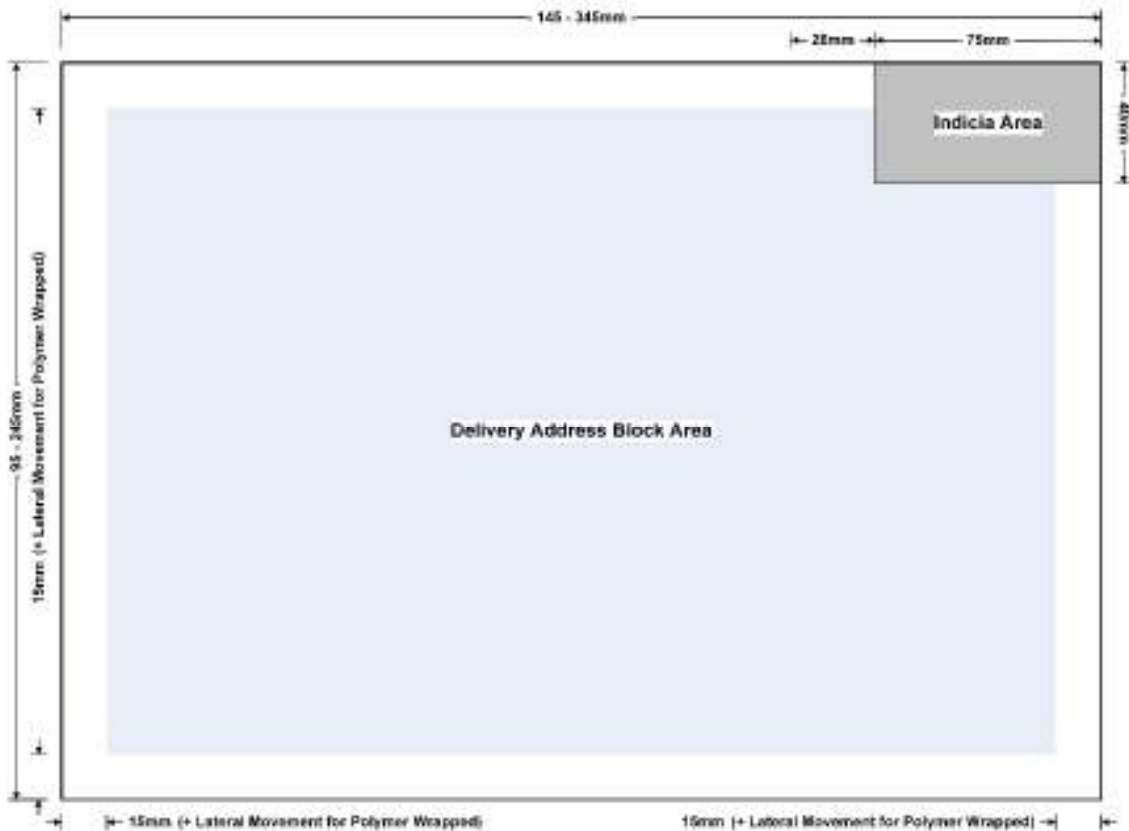 145 - 345mm
28mm
75mm
40mm
Indicia Area
15mm (+ Lateral Movement for Polymer Wrapped)
95 - 245mm
Delivery Address Block Area
15mm (+ Lateral Movement for Polymer Wrapped)
15mm (+ Lateral Movement for Polymer Wrapped)